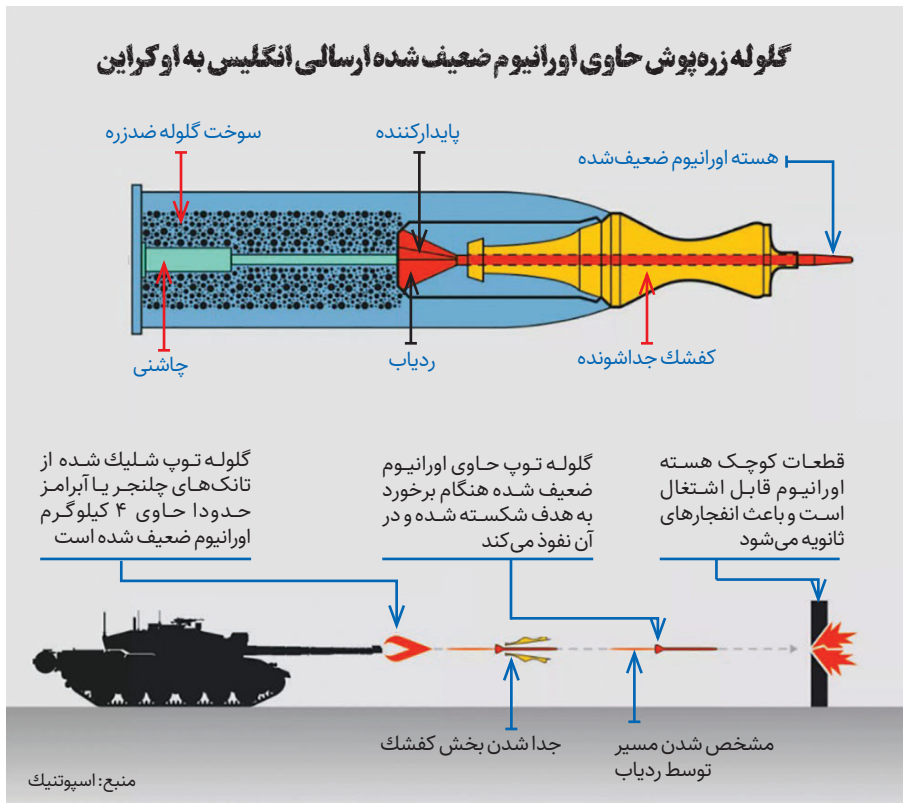 گلوله زره‌پوش حاوی اورانیوم ضعیف شده ارسالی انگلیس به اوکراین
هسته اورانیوم ضعیف‌شده
پایدارکننده
سوخت گلوله ضدزره
کفشک جداشونده
ردیاب
چاشنی
قطعات کوچک هسته
اورانیوم قابل اشتغال
است و باعث انفجارهای
ثانویه می‌شود
گلوله توپ حاوی اورانیوم
ضعیف شده هنگام برخورد
به هدف شکسته شده و در
آن نفوذ می‌کند
گلوله توپ شلیک شده از
تانک‌های چلنجر یا آبرامز
حدودا حاوی ۴ کیلوگرم
اورانیوم ضعیف شده است
مشخص شدن مسیر
توسط ردیاب
جدا شدن بخش کفشک
منبع: اسپوتنیک